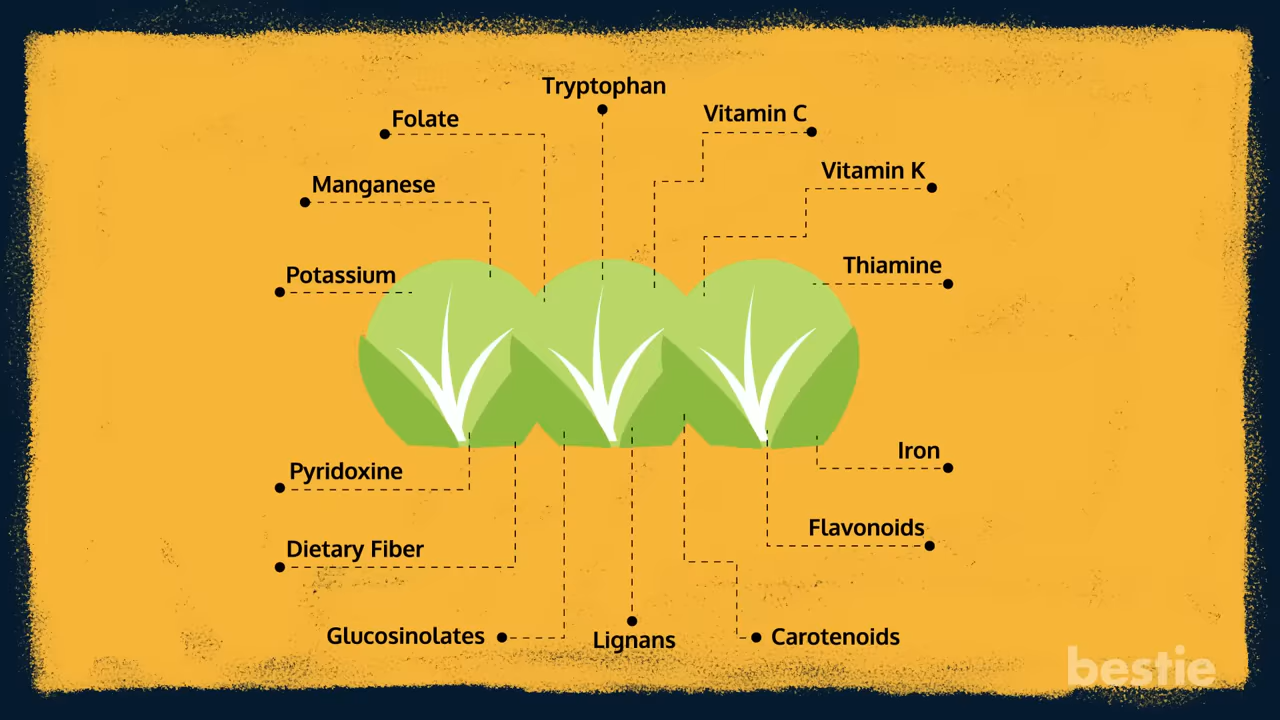 Tryptophan
Folate
Vitamin C
Vitamin K
Manganese
Thiamine
Potassium
Iron
Pyridoxine
Flavonoids
Dietary Fiber
Glucosinolates
Lignans
Carotenoids
bestie